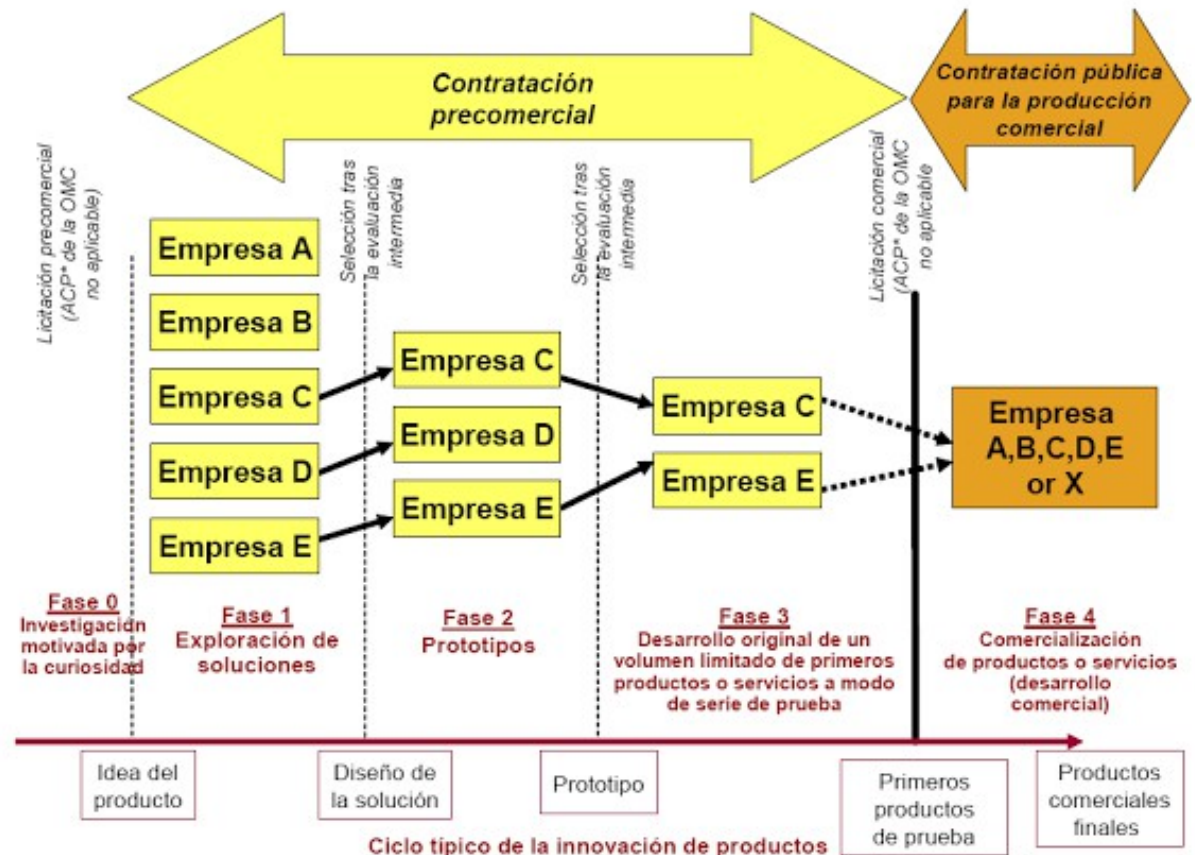 Contratación
precomercial
Contratación pública
para la producción
comercial
Licitación precomercial
(ACP* de la OMC
no aplicable)
Selección tras
la evaluación
intermedia
Selección tras
la evaluación
intermedia
Licitación comercial
(ACP* de la OMC
no aplicable
Empresa A
Empresa B
Empresa C
Empresa D
Empresa E
Empresa C
Empresa D
Empresa E
Empresa C
Empresa E
Empresa
A,B,C,D,E
or X
Fase 0
Investigación
motivada por
la curiosidad
Fase 1
Exploración de
soluciones
Fase 2
Prototipos
Fase 3
Desarrollo original de un
volumen limitado de primeros
productos o servicios a modo
de serie de prueba
Fase 4
Comercialización
de productos o servicios
(desarrollo
comercial)
Idea del
producto
Diseño de
la solución
Prototipo
Primeros
productos
de prueba
Productos
comerciales
finales
Ciclo típico de la innovación de productos